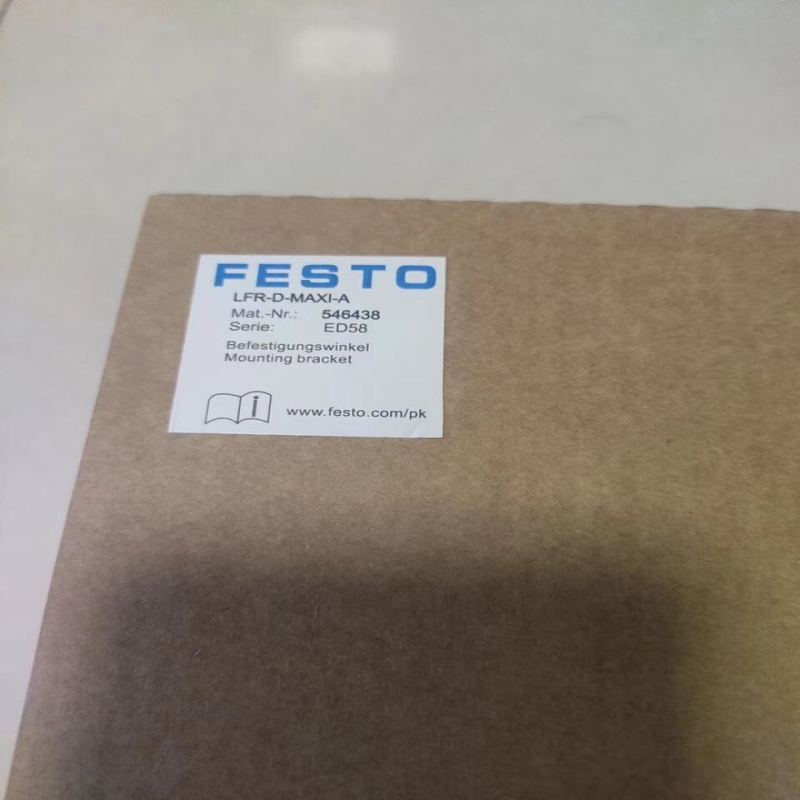 FESTO
LFR-D-MAXI-A
Mat.-Nr.: 546438
Serie: ED58
Befestigungswinkel
Mounting bracket
i www.festo.com/pk